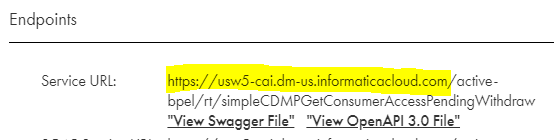 Endpoints
Service URL: https://usw5-cai.dm-us.informaticacloud.com/active-
bpel/rt/simpleCDMPGetConsumerAccessPendingWithdraw
"View Swagger File" "View OpenAPI 3.0 File"